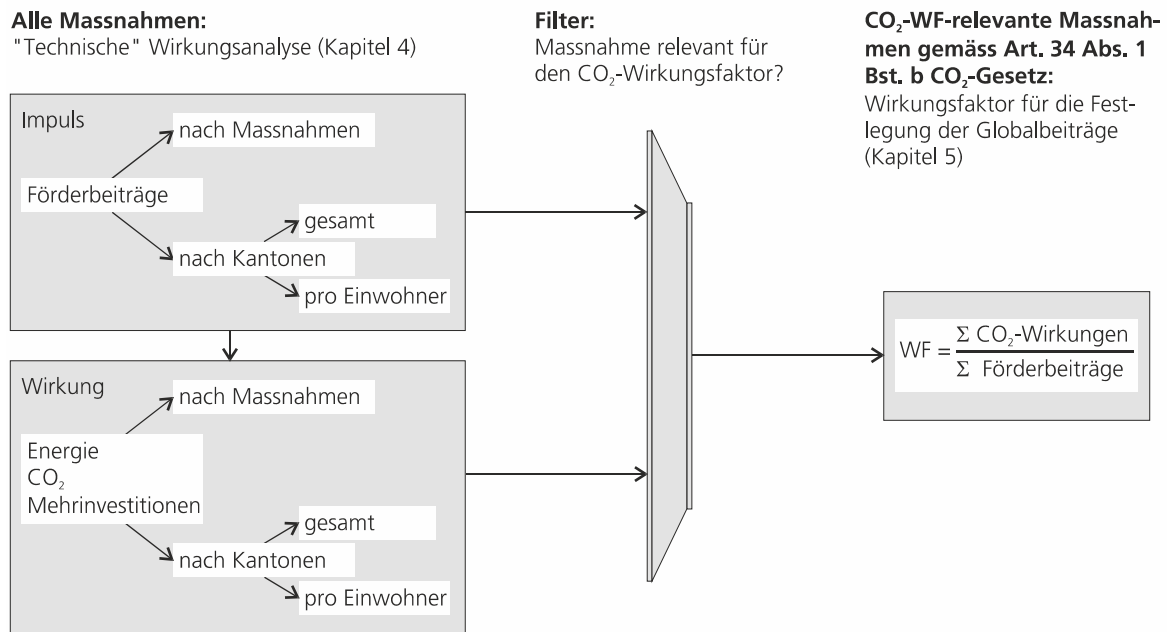 Alle Massnahmen:
"Technische" Wirkungsanalyse (Kapitel 4)
Filter:
Massnahme relevant für
den CO₂-Wirkungsfaktor?
CO₂-WF-relevante Massnah-
men gemäss Art. 34 Abs. 1
Bst. b CO₂-Gesetz:
Wirkungsfaktor für die Fest-
legung der Globalbeiträge
(Kapitel 5)
Impuls
nach Massnahmen
Förderbeiträge
gesamt
nach Kantonen
pro Einwohner
Wirkung
nach Massnahmen
Energie
CO₂
Mehrinvestitionen
gesamt
nach Kantonen
pro Einwohner
WF = Σ CO₂-Wirkungen
Σ Förderbeiträge